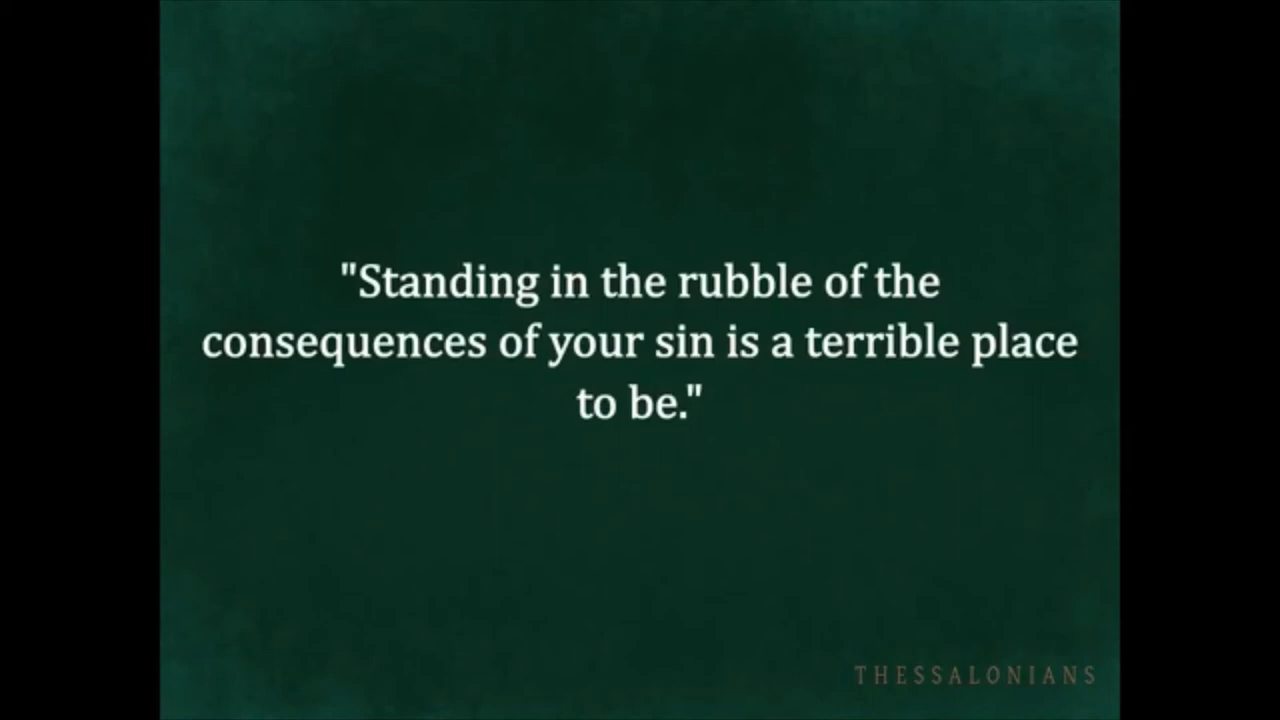 "Standing in the rubble of the
consequences of your sin is a terrible place
to be."
THESSALONIANS